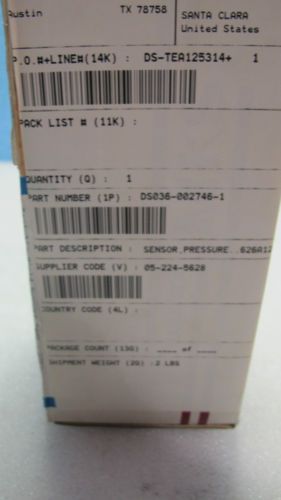 Austin TX 78758
SANTA CLARA
United States
P.O.#+LINE#(14K) : DS-TEA125314+ 1
PACK LIST # (11K) :
QUANTITY (Q) : 1
PART NUMBER (1P) : DS036-002746-1
PART DESCRIPTION : SENSOR,PRESSURE..626A12
SUPPLIER CODE (V) : 05-224-5628
COUNTRY CODE (4L) :
PACKAGE COUNT (13Q) : ____ of ____
SHIPMENT WEIGHT (2Q) :2 LBS